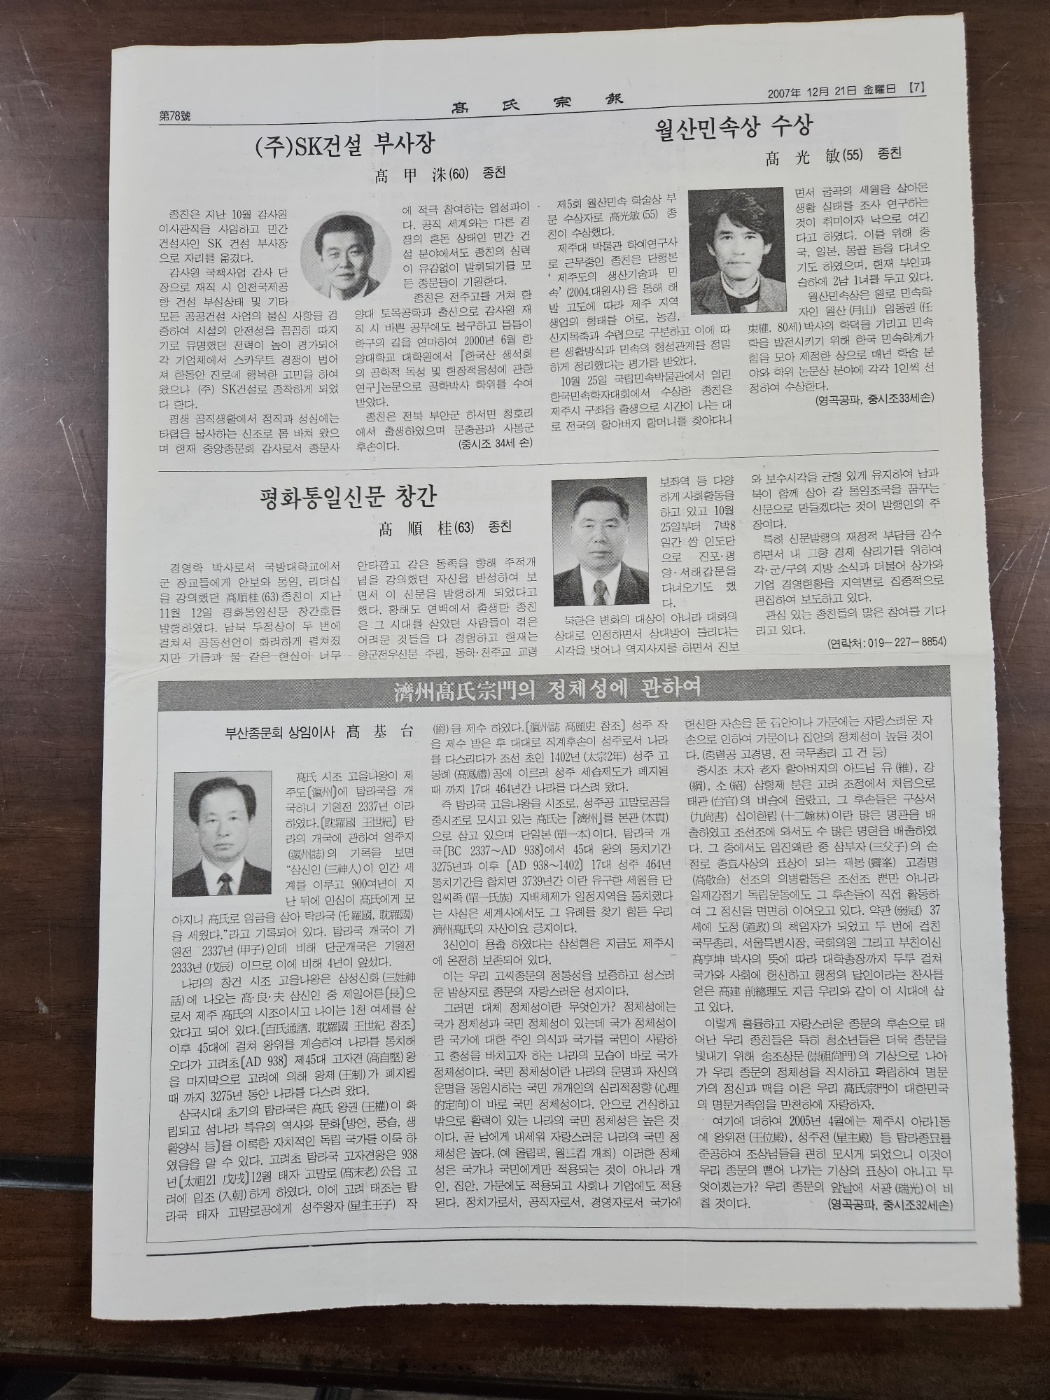 第78號
高氏宗報
2007年 12月 21日 金曜日 【7】
(주)SK건설 부사장
髙 甲 洙(60) 종친
종친은 지난 10월 감사원
이사관직을 사임하고 민간
건설사인 SK 건설 부사장
으로 자리를 옮겼다.
감사원 국책사업 감사 단
장으로 재직 시 인천국제공
항 건설 부실상태 및 기타
모든 공공건설 사업의 불실 사항을 검
증하여 시설의 안전성을 꼼꼼히 따지
기로 유명했던 전력이 높이 평가되어
각 기업체에서 스카우트 경쟁이 벌어
져 한동안 진로에 행복한 고민을 하여
왔으나 (주) SK건설로 종착하게 되었
다 한다.
평생 공직생활에서 정직과 성심에는
타협을 불사하는 신조로 몸 바쳐 왔으
며 현재 중앙종문회 감사로서 종문사
에 적극 참여하는 열성파이
다. 공직 세계와는 다른 경
쟁의 혼돈 상태인 민간 건
설 분야에서도 종친의 실력
이 유감없이 발휘되기를 모
든 종문들이 기원한다.
종친은 전주고를 거쳐 한
양대 토목공학과 출신으로 감사원 재
직 시 바쁜 공무에도 불구하고 틈틈이
학구의 길을 연마하여 2000년 6월 한
양대학교 대학원에서 『한국산 생석회
의 공학적 특성 및 현장적용성에 관한
연구』논문으로 공학박사 학위를 수여
받았다.
종친은 전북 부안군 하서면 청호리
에서 출생하였으며 문충공파 사봉군
후손이다. (중시조 34세 손)
월산민속상 수상
髙 光 敏(55) 종친
제5회 월산민속 학술상 부
문 수상자로 髙光敏(55) 종
친이 수상했다.
제주대 박물관 학예연구사
로 근무중인 종친은 단행본
‘ 제주도의 생산기술과 민
속’(2004.대원사)을 통해 해
발 고도에 따라 제주 지역
생업의 형태를 어로, 농경,
산지목축과 수렵으로 구분하고 이에 따
른 생활방식과 민속의 형성관계를 정밀
하게 정리했다는 평가를 받았다.
10월 25일 국립민속박물관에서 열린
한국민속학자대회에서 수상한 종친은
제주시 구좌읍 출생으로 시간이 나는 대
로 전국의 할아버지 할머니를 찾아다니
면서 굴곡의 세월을 살아온
생활 실태를 조사 연구하는
것이 취미이자 낙으로 여긴
다고 하였다. 이를 위해 중
국, 일본, 몽골 등을 다녀오
기도 하였으며, 현재 부인과
슬하에 2남 1녀를 두고 있다.
월산민속상은 원로 민속학
자인 월산 (月山) 임동권 (任
東權, 80세) 박사의 학덕을 기리고 민속
학을 발전시키기 위해 한국 민속학계가
힘을 모아 제정한 상으로 매년 학술 분
야와 학위 논문상 분야에 각각 1인씩 선
정하여 수상한다.
(영곡공파, 중시조33세손)
평화통일신문 창간
髙 順 桂(63) 종친
경영학 박사로서 국방대학교에서
군 장교들에게 안보와 통일, 리더십
을 강의했던 髙順桂(63)종친이 지난
11월 12일 평화통일신문 창간호를
발행하였다. 남북 두정상이 두 번에
걸쳐서 공동선언이 화려하게 펼쳐졌
지만 기름과 물 같은 현실이 너무
안타깝고 같은 동족을 향해 주적개
념을 강의했던 자신을 반성하여 보
면서 이 신문을 발행하게 되었다고
했다. 황해도 연백에서 출생한 종친
은 그 시대를 살았던 사람들이 겪은
어려운 것들을 다 경험하고 현재는
향군전우신문 주필, 통화·전주교 교령
보좌역 등 다양
하게 사회활동을
하고 있고 10월
25일부터 7박8
일간 쌀 인도단
으로 진포·평
양·서해갑문을
다녀오기도 했
다.
북한은 변화의 대상이 아니라 대화의
상대로 인정하면서 상대방이 틀리다는
시각을 벗어나 역지사지를 하면서 진보
와 보수시각을 균형 있게 유지하여 남과
북이 함께 살아 갈 통일조국을 꿈꾸는
신문으로 만들겠다는 것이 발행인의 주
장이다.
특히 신문발행의 재정적 부담을 감수
하면서 내 고향 경제 살리기를 위하여
각·군/구의 지방 소식과 더불어 상가와
기업 경영현황을 지역별로 집중적으로
편집하여 보도하고 있다.
관심 있는 종친들의 많은 참여를 기다
리고 있다.
(연락처: 019-227-8854)
濟州髙氏宗門의 정체성에 관하여
부산종문회 상임이사 髙 基 台
髙氏 시조 고을나왕이 제
주도[瀛州]에 탐라국을 개
국하니 기원전 2337년 이라
하였다.[耽羅國 王世紀] 탐
라의 개국에 관하여 영주지
(瀛州誌)의 기록을 보면
“삼신인(三神人)이 인간 세
계를 이루고 900여년이 지
난 뒤에 인심이 髙氏에게 모
아지니 髙氏로 임금을 삼아 탁라국 (乇羅國, 耽羅國)
을 세웠다.”라고 기록되어 있다. 탐라국 개국이 기
원전 2337년(甲子)인데 비해 단군개국은 기원전
2333년(戊辰) 이므로 이에 비해 4년이 앞섰다.
나라의 창건 시조 고을나왕은 삼성신화 (三姓神
話)에 나오는 髙·良·夫 삼신인 중 제일어른(長)으
로서 제주 髙氏의 시조이시고 나이는 1천 여세를 살
았다고 되어 있다.[百氏通譜, 耽羅國 王世紀 참조]
이후 45대에 걸쳐 왕위를 계승하여 나라를 통치해
오다가 고려초[AD 938] 제45대 고자견(髙自堅) 왕
을 마지막으로 고려에 의해 왕제(王制)가 폐지될
때 까지 3275년 동안 나라를 다스려 왔다.
삼국시대 초기의 탐라국은 髙氏 왕권(王權)이 확
립되고 섬나라 특유의 역사와 문화[방언, 풍습, 생
활양식 등]를 이룩한 자치적인 독립 국가를 이룩 하
였음을 알 수 있다. 고려초 탐라국 고자견왕은 938
년[太祖21 戊戌]12월 태자 고말로(髙末老)公을 고
려에 입조(入朝)하게 하였다. 이에 고려 태조는 탐
라국 태자 고말로공에게 성주왕자(星主王子) 작
(爵)을 제수 하였다.[瀛州誌 髙麗史 참조] 성주 작
을 제수 받은 후 대대로 직계후손이 성주로서 나라
를 다스리다가 조선 초인 1402년 (太宗2年) 성주 고
봉례(髙鳳禮)공에 이르러 성주 세습제도가 폐지될
때 까지 17대 464년간 나라를 다스려 왔다.
즉 탐라국 고을나왕을 시조로, 성주공 고말로공을
중시조로 모시고 있는 髙氏는 『濟州』를 본관(本貫)
으로 삼고 있으며 단일본(單一本)이다. 탐라국 개
국[BC 2337~AD 938]에서 45대 왕의 통치기간
3275년과 이후 [AD 938~1402] 17대 성주 464년
통치기간을 합치면 3739년간 이란 유구한 세월을 단
일씨족(單一氏族) 지배체제가 일정지역을 통치했다
는 사실은 세계사에서도 그 유례를 찾기 힘든 우리
濟州髙氏의 자산이요 긍지이다.
3신인이 용출 하였다는 삼성혈은 지금도 제주시
에 온전히 보존되어 있다.
이는 우리 고씨종문의 정통성을 보증하고 성스러
운 발상지로 종문의 자랑스러운 성지이다.
그러면 대체 정체성이란 무엇인가? 정체성에는
국가 정체성과 국민 정체성이 있는데 국가 정체성이
란 국가에 대한 주인 의식과 국가를 국민이 사랑하
고 충성을 바치고자 하는 나라의 모습이 바로 국가
정체성이다. 국민 정체성이란 나라의 운명과 자신의
운명을 동일시하는 국민 개개인의 심리적정향(心理
的定向)이 바로 국민 정체성이다. 안으로 건실하고
밖으로 활력이 있는 나라의 국민 정체성은 높은 것
이다. 곧 남에게 내세워 자랑스러운 나라의 국민 정
체성은 높다.(예 올림픽, 월드컵 개최) 이러한 정체
성은 국가나 국민에게만 적용되는 것이 아니라 개
인, 집안, 가문에도 적용되고 사회나 기업에도 적용
된다. 정치가로서, 공직자로서, 경영자로서 국가에
헌신한 자손을 둔 집안이나 가문에는 자랑스러운 자
손으로 인하여 가문이나 집안의 정체성이 높을 것이
다.(충렬공 고경명, 전 국무총리 고 건 등)
중시조 末자 老자 할아버지의 아드님 유(維), 강
(綱), 소(紹) 삼형제 분은 고려 조정에서 처음으로
태관(台官)의 벼슬에 올랐고, 그 후손들은 구상서
(九尙書) 십이한림(十二翰林)이란 많은 명관을 배
출하였고 조선조에 와서도 수 많은 명현을 배출하였
다. 그 중에서도 임진왜란 중 삼부자(三父子)의 순
절로 충효사상의 표상이 되는 제봉(霽峯) 고경명
(髙敬命) 선조의 의병활동은 조선조 뿐만 아니라
일제강점기 독립운동에도 그 후손들이 직접 활동하
여 그 정신을 면면히 이어오고 있다. 약관(弱冠) 37
세에 도정(道政)의 책임자가 되었고 두 번에 걸친
국무총리, 서울특별시장, 국회의원 그리고 부친이신
髙亨坤 박사의 뜻에 따라 대학총장까지 두루 걸쳐
국가와 사회에 헌신하고 행정의 달인이라는 찬사를
얻은 髙建 前總理도 지금 우리와 같이 이 시대에 살
고 있다.
이렇게 훌륭하고 자랑스러운 종문의 후손으로 태
어난 우리 종친들은 특히 청소년들은 더욱 종문을
빛내기 위해 숭조상문(崇祖尙門)의 기상으로 나아
가 우리 종문의 정체성을 직시하고 확립하여 명문
가의 정신과 맥을 이은 우리 髙氏宗門이 대한민국
의 명문거족임을 만천하에 자랑하자.
여기에 더하여 2005년 4월에는 제주시 아라1동
에 왕위전(王位殿), 성주전(星主殿) 등 탐라종묘를
준공하여 조상님들을 괜히 모시게 되었으니 이것이
우리 종문의 뻗어 나가는 기상의 표상이 아니고 무
엇이겠는가? 우리 종문의 앞날에 서광(瑞光)이 비
칠 것이다. (영곡공파, 중시조32세손)